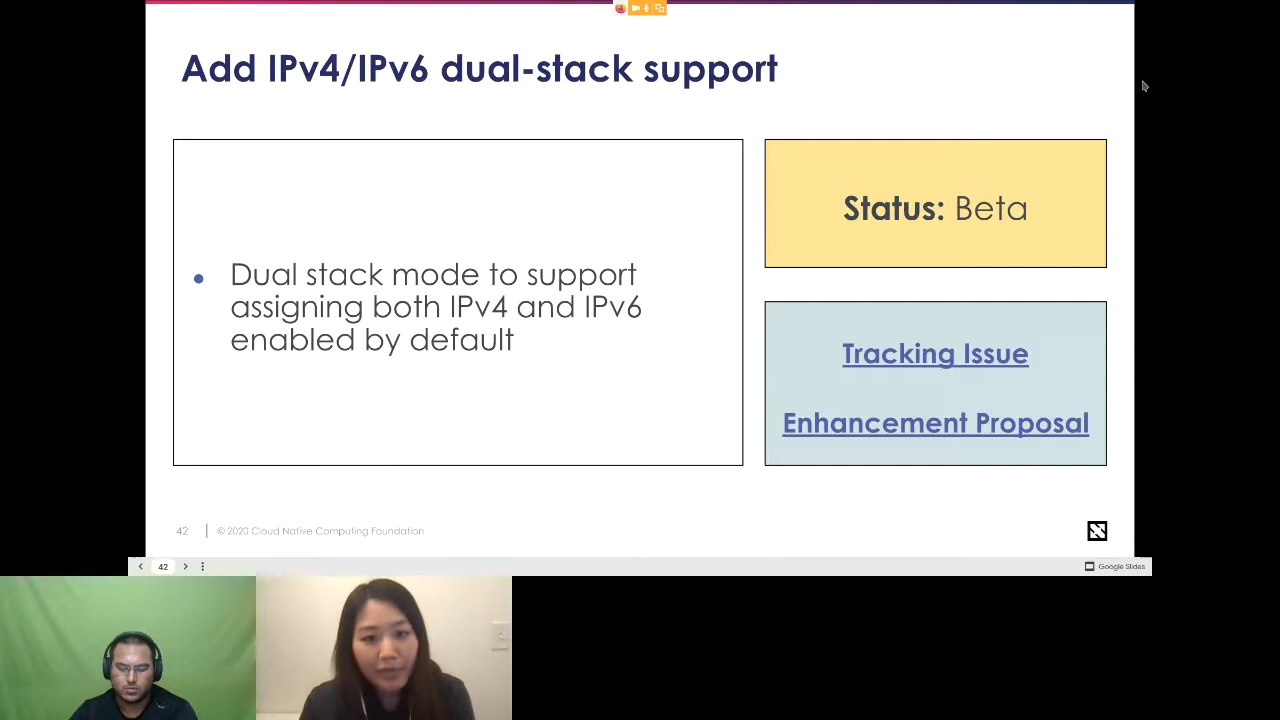 Add IPv4/IPv6 dual-stack support
Dual stack mode to support
assigning both IPv4 and IPv6
enabled by default
Status: Beta
Tracking Issue
Enhancement Proposal
42
© 2020 Cloud Native Computing Foundation
42
Google Slides